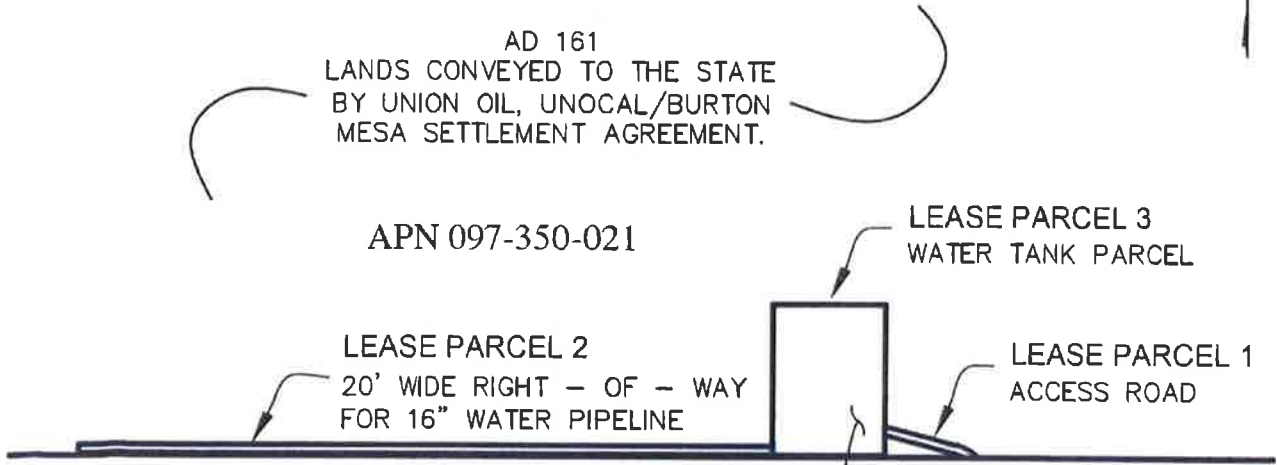 AD 161
LANDS CONVEYED TO THE STATE
BY UNION OIL, UNOCAL/BURTON
MESA SETTLEMENT AGREEMENT.
APN 097-350-021
LEASE PARCEL 3
WATER TANK PARCEL
LEASE PARCEL 2
20' WIDE RIGHT – OF – WAY
FOR 16" WATER PIPELINE
LEASE PARCEL 1
ACCESS ROAD